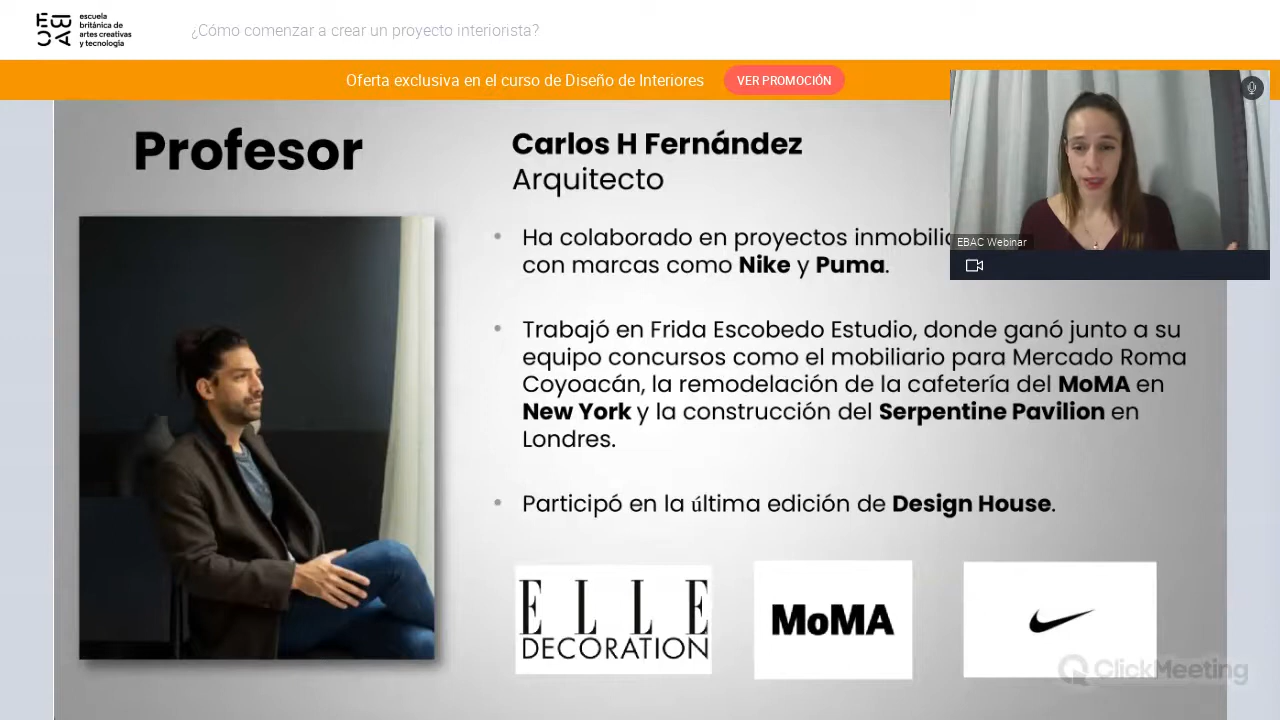 escuela
británica de
artes creativas
y tecnología
EBAC
¿Cómo comenzar a crear un proyecto interiorista?
Oferta exclusiva en el curso de Diseño de Interiores
VER PROMOCIÓN
Profesor
Carlos H Fernández
Arquitecto
EBAC Webinar
• Ha colaborado en proyectos
con marcas como Nike y Puma.
• Trabajó en Frida Escobedo Estudio, donde ganó junto a su
equipo concursos como el mobiliario para Mercado Roma
Coyoacán, la remodelación de la cafetería del MoMA en
New York y la construcción del Serpentine Pavilion en
Londres.
• Participó en la última edición de Design House.
ELLE
DECORATION
MoMA
ClickMeeting